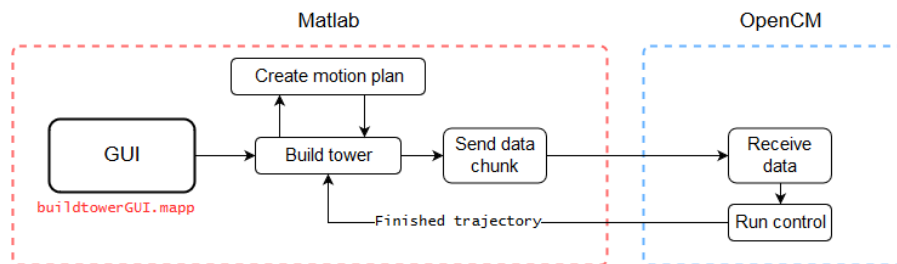 Matlab
OpenCM
Create motion plan
GUI
Build tower
Send data
chunk
Receive
data
buildtowerGUI.mapp
Finished trajectory
Run control